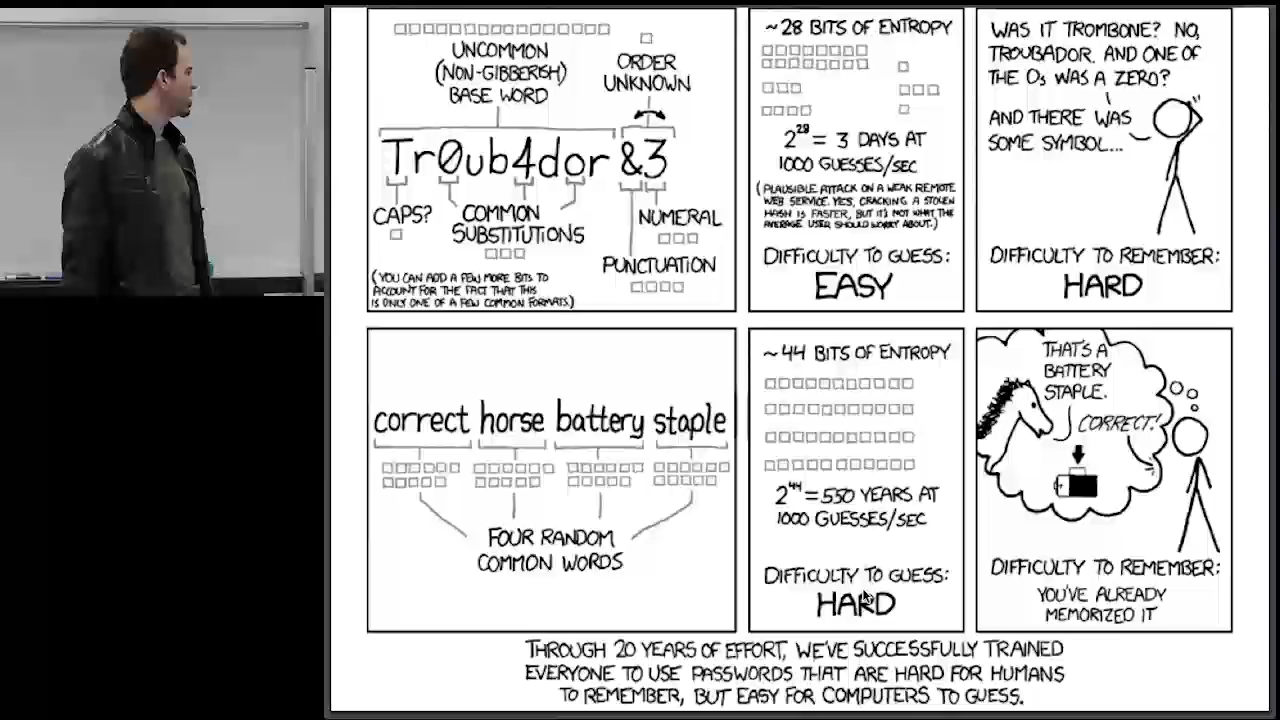 UNCOMMON
(NON-GIBBERISH)
BASE WORD
ORDER
UNKNOWN
Tr0ub4dor &3
CAPS?
COMMON
SUBSTITUTIONS
NUMERAL
PUNCTUATION
(YOU CAN ADD A FEW MORE BITS TO
ACCOUNT FOR THE FACT THAT THIS
IS ONLY ONE OF A FEW COMMON FORMATS.)
~28 BITS OF ENTROPY
2^28 = 3 DAYS AT
1000 GUESSES/SEC
(PLAUSIBLE ATTACK ON A WEAK REMOTE
WEB SERVICE. YES, CRACKING A STOLEN
HASH IS FASTER, BUT IT'S NOT WHAT THE
AVERAGE USER SHOULD WORRY ABOUT.)
DIFFICULTY TO GUESS:
EASY
WAS IT TROMBONE? NO,
TROUBADOR. AND ONE OF
THE Os WAS A ZERO?
AND THERE WAS
SOME SYMBOL...
DIFFICULTY TO REMEMBER:
HARD
correct horse battery staple
FOUR RANDOM
COMMON WORDS
~44 BITS OF ENTROPY
2^44 = 550 YEARS AT
1000 GUESSES/SEC
DIFFICULTY TO GUESS:
HARD
THAT'S A
BATTERY
STAPLE.
CORRECT!
DIFFICULTY TO REMEMBER:
YOU'VE ALREADY
MEMORIZED IT
THROUGH 20 YEARS OF EFFORT, WE'VE SUCCESSFULLY TRAINED
EVERYONE TO USE PASSWORDS THAT ARE HARD FOR HUMANS
TO REMEMBER, BUT EASY FOR COMPUTERS TO GUESS.